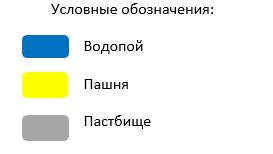 Условные обозначения:
Водопой
Пашня
Пастбище